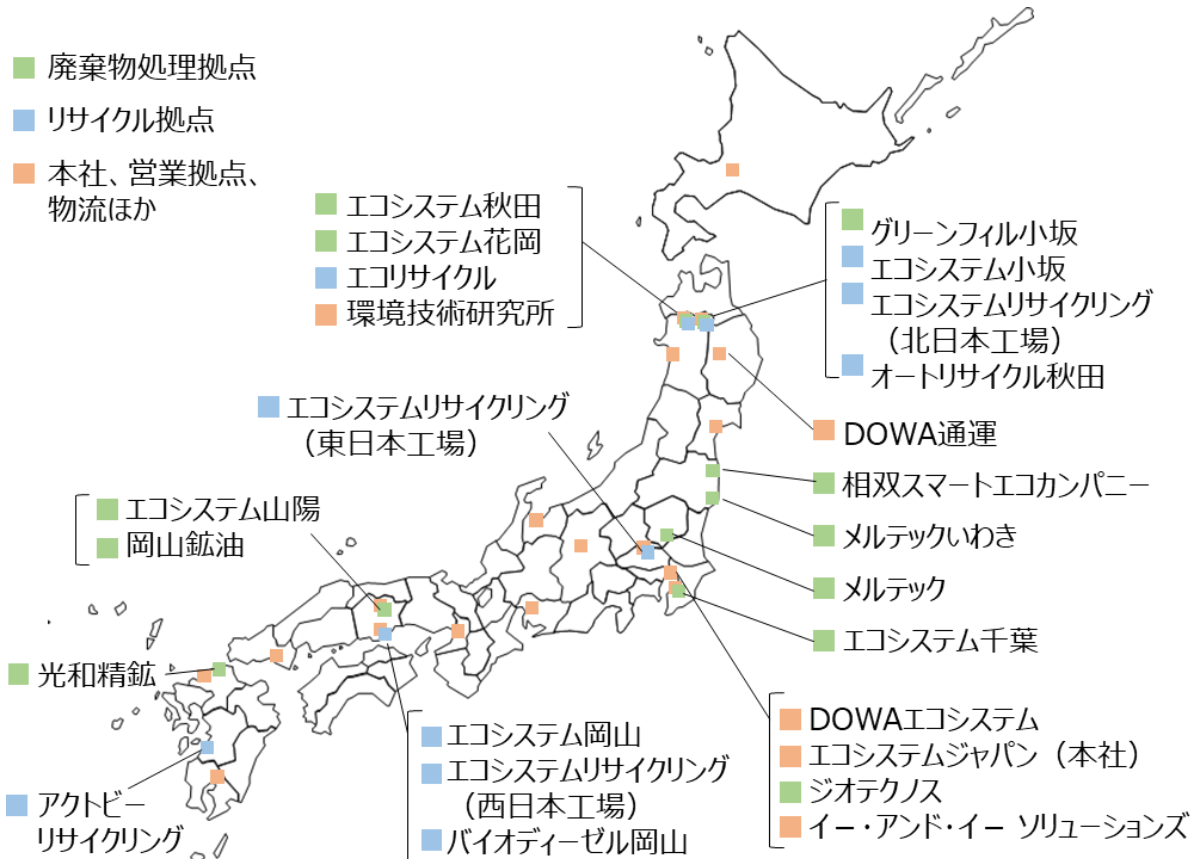 廃棄物処理拠点
リサイクル拠点
本社、営業拠点、
物流ほか
エコシステム秋田
エコシステム花岡
エコリサイクル
環境技術研究所
グリーンフィル小坂
エコシステム小坂
エコシステムリサイクリング
（北日本工場）
オートリサイクル秋田
エコシステムリサイクリング
（東日本工場）
DOWA通運
相双スマートエコカンパニー
メルテックいわき
メルテック
エコシステム千葉
エコシステム山陽
岡山鉱油
光和精鉱
アクトビー
リサイクリング
エコシステム岡山
エコシステムリサイクリング
（西日本工場）
バイオディーゼル岡山
DOWAエコシステム
エコシステムジャパン（本社）
ジオテクノス
イー・アンド・イー ソリューションズ